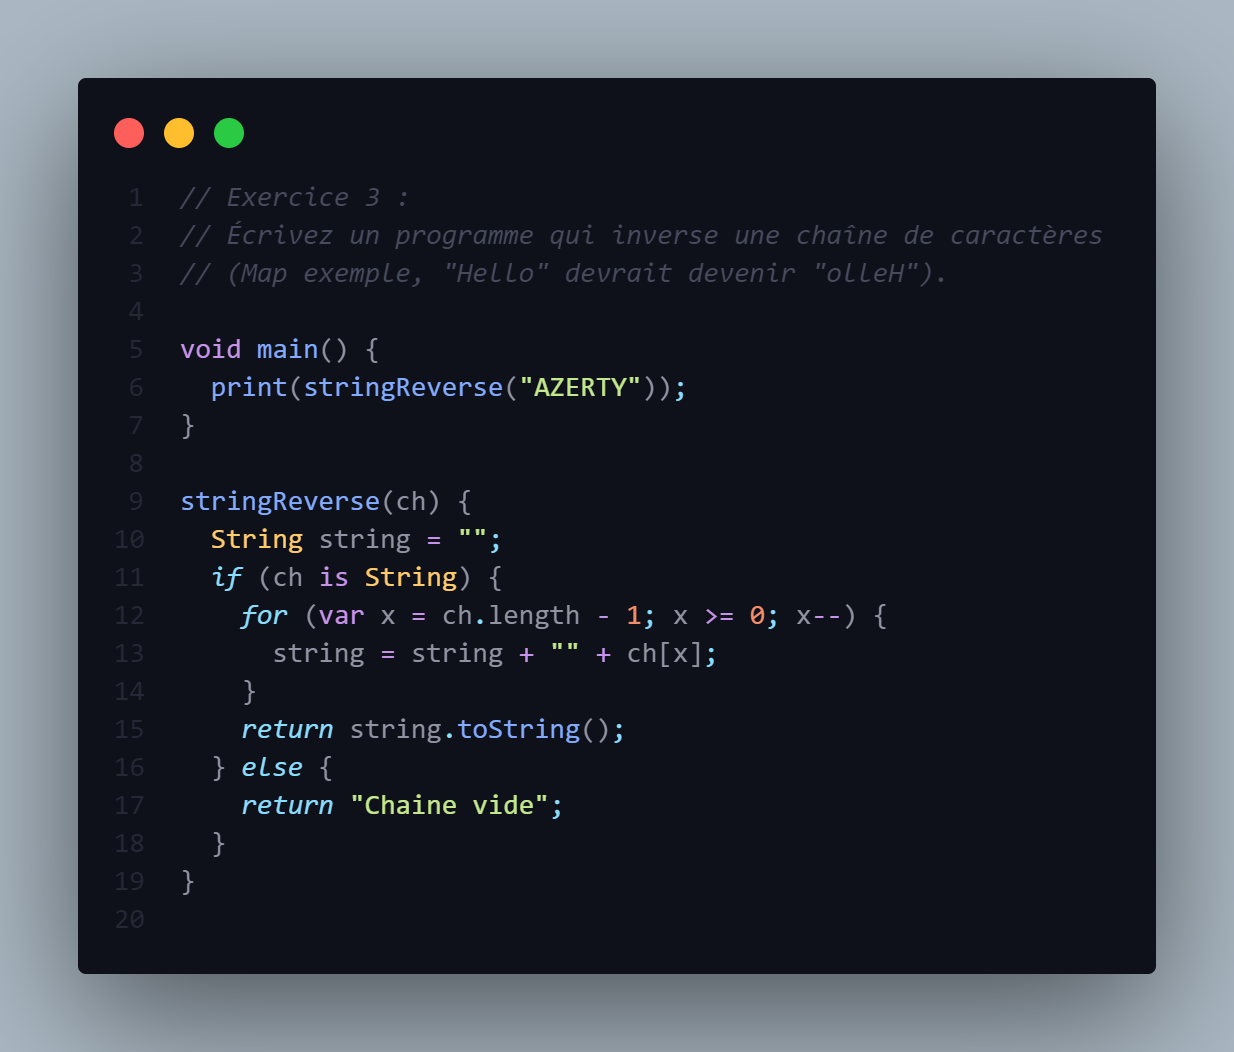 1 // Exercice 3 :
2 // Écrivez un programme qui inverse une chaîne de caractères
3 // (Map exemple, "Hello" devrait devenir "olleH").
4
5 void main() {
6   print(stringReverse("AZERTY"));
7 }
8
9 stringReverse(ch) {
10   String string = "";
11   if (ch is String) {
12     for (var x = ch.length - 1; x >= 0; x--) {
13       string = string + "" + ch[x];
14     }
15     return string.toString();
16   } else {
17     return "Chaine vide";
18   }
19 }
20